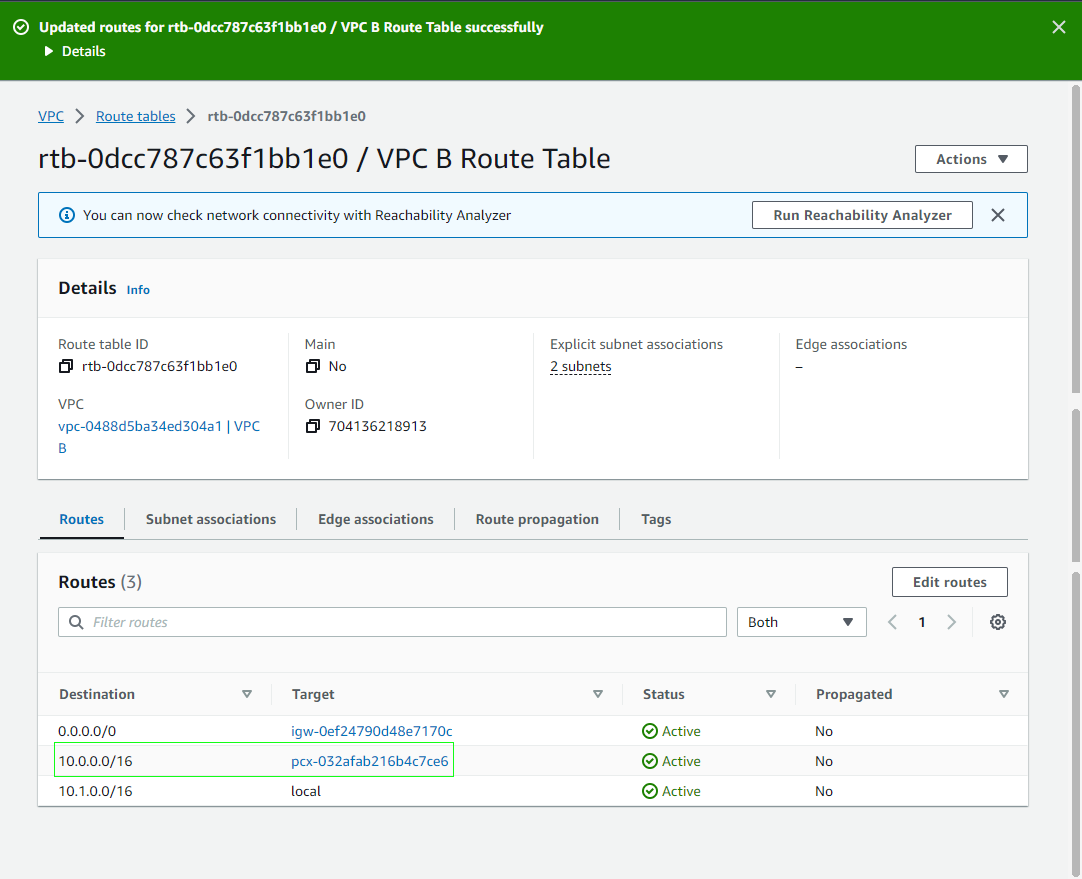 Updated routes for rtb-0dcc787c63f1bb1e0 / VPC B Route Table successfully
Details
VPC Route tables rtb-0dcc787c63f1bb1e0
rtb-0dcc787c63f1bb1e0 / VPC B Route Table
Actions
You can now check network connectivity with Reachability Analyzer
Run Reachability Analyzer
Details Info
Route table ID
rtb-0dcc787c63f1bb1e0
Main
No
Explicit subnet associations
2 subnets
Edge associations
–
VPC
vpc-0488d5ba34ed304a1 | VPC
B
Owner ID
704136218913
Routes Subnet associations Edge associations Route propagation Tags
Routes (3)
Edit routes
Filter routes
Both
1
Destination Target Status Propagated
0.0.0.0/0 igw-0ef24790d48e7170c Active No
10.0.0.0/16 pcx-032afab216b4c7ce6 Active No
10.1.0.0/16 local Active No